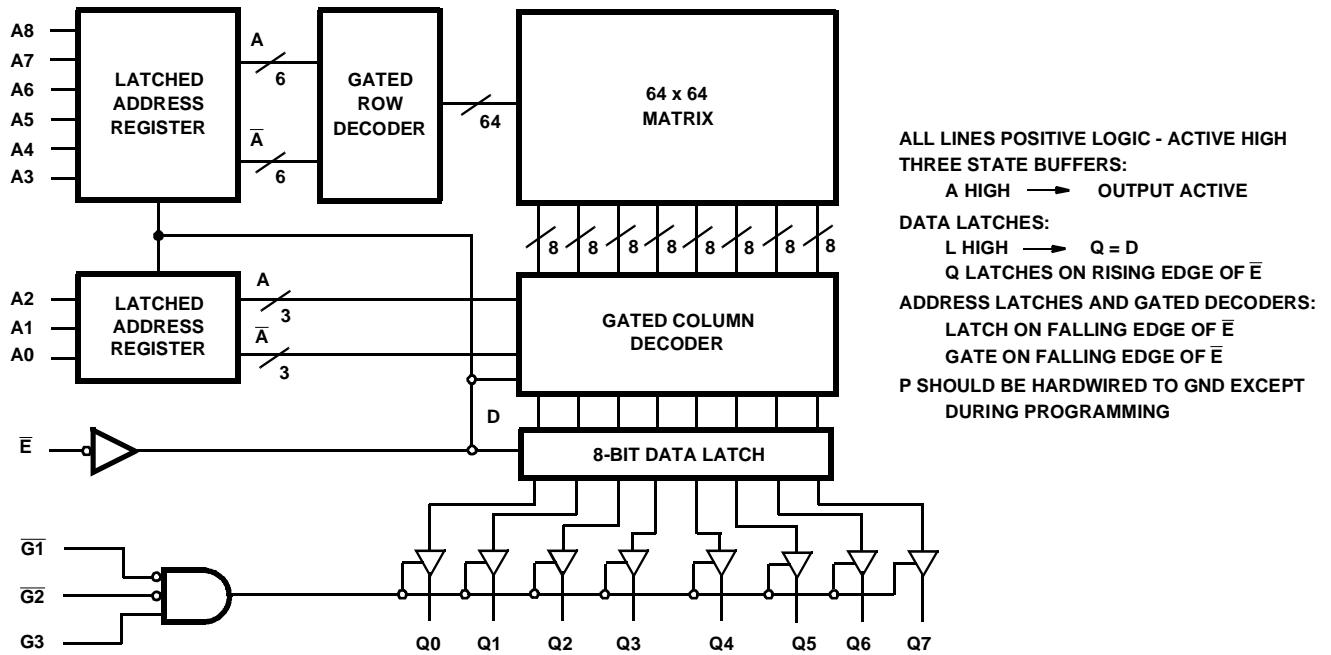 A8
A7
A6
A5
A4
A3
LATCHED
ADDRESS
REGISTER
A
6
A̅
6
GATED
ROW
DECODER
64
64 x 64
MATRIX
8 8 8 8 8 8 8 8
A2
A1
A0
LATCHED
ADDRESS
REGISTER
A
3
A̅
3
GATED COLUMN
DECODER
D
E̅
8-BIT DATA LATCH
G̅1̅
G̅2̅
G3
Q0 Q1 Q2 Q3 Q4 Q5 Q6 Q7
ALL LINES POSITIVE LOGIC - ACTIVE HIGH
THREE STATE BUFFERS:
A HIGH → OUTPUT ACTIVE
DATA LATCHES:
L HIGH → Q = D
Q LATCHES ON RISING EDGE OF E̅
ADDRESS LATCHES AND GATED DECODERS:
LATCH ON FALLING EDGE OF E̅
GATE ON FALLING EDGE OF E̅
P SHOULD BE HARDWIRED TO GND EXCEPT
DURING PROGRAMMING